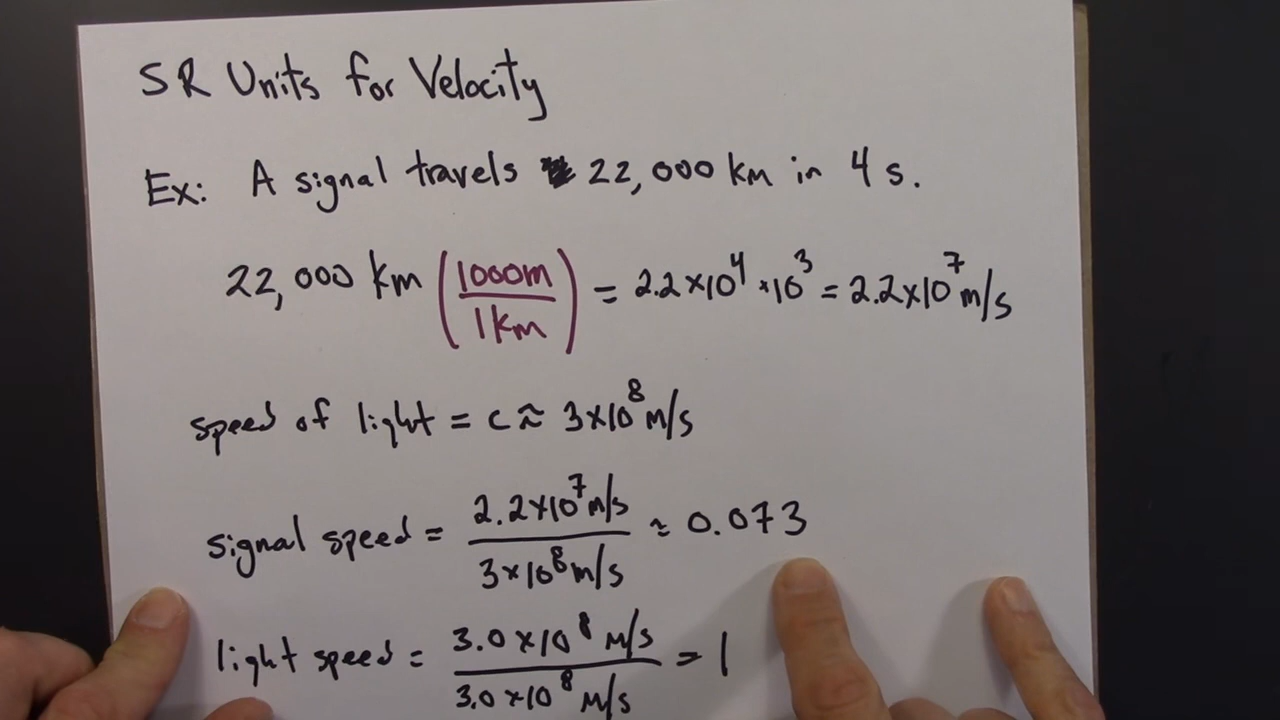 SR Units for Velocity
Ex: A signal travels 22,000 km in 4 s.
22,000 km (1000m / 1km) = 2.2×10^4 · 10^3 = 2.2×10^7 m/s
speed of light = c ≈ 3×10^8 m/s
signal speed = 2.2×10^7 m/s / 3×10^8 m/s ≈ 0.073
light speed = 3.0×10^8 m/s / 3.0×10^8 m/s = 1